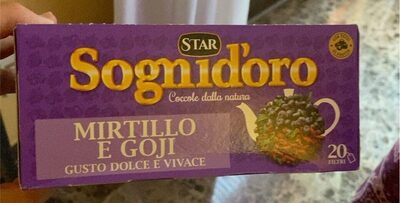 STAR
Sognid'oro
Coccole dalla natura
MIRTILLO
E GOJI
GUSTO DOLCE E VIVACE
20
FILTRI